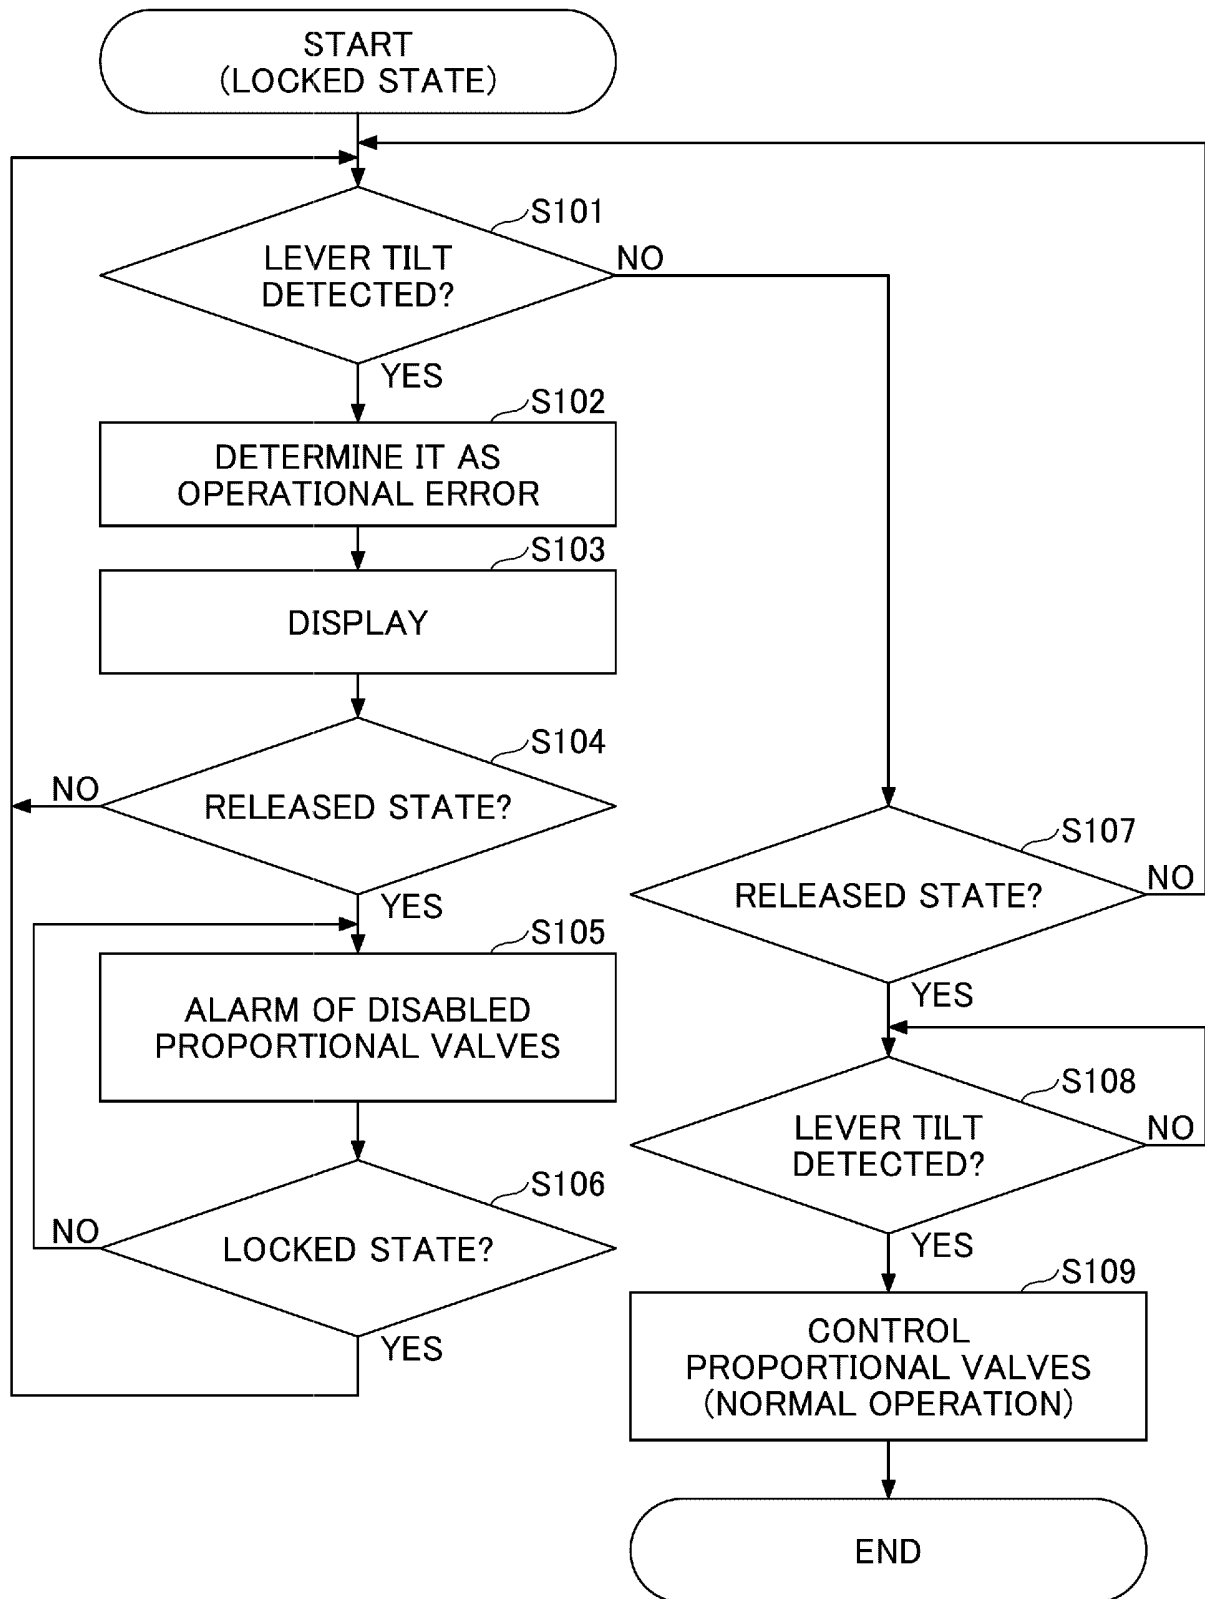 START
(LOCKED STATE)
S101
LEVER TILT
DETECTED?
NO
YES
S102
DETERMINE IT AS
OPERATIONAL ERROR
S103
DISPLAY
S104
RELEASED STATE?
NO
YES
S105
ALARM OF DISABLED
PROPORTIONAL VALVES
S106
LOCKED STATE?
NO
YES
S107
RELEASED STATE?
NO
YES
S108
LEVER TILT
DETECTED?
NO
YES
S109
CONTROL
PROPORTIONAL VALVES
(NORMAL OPERATION)
END